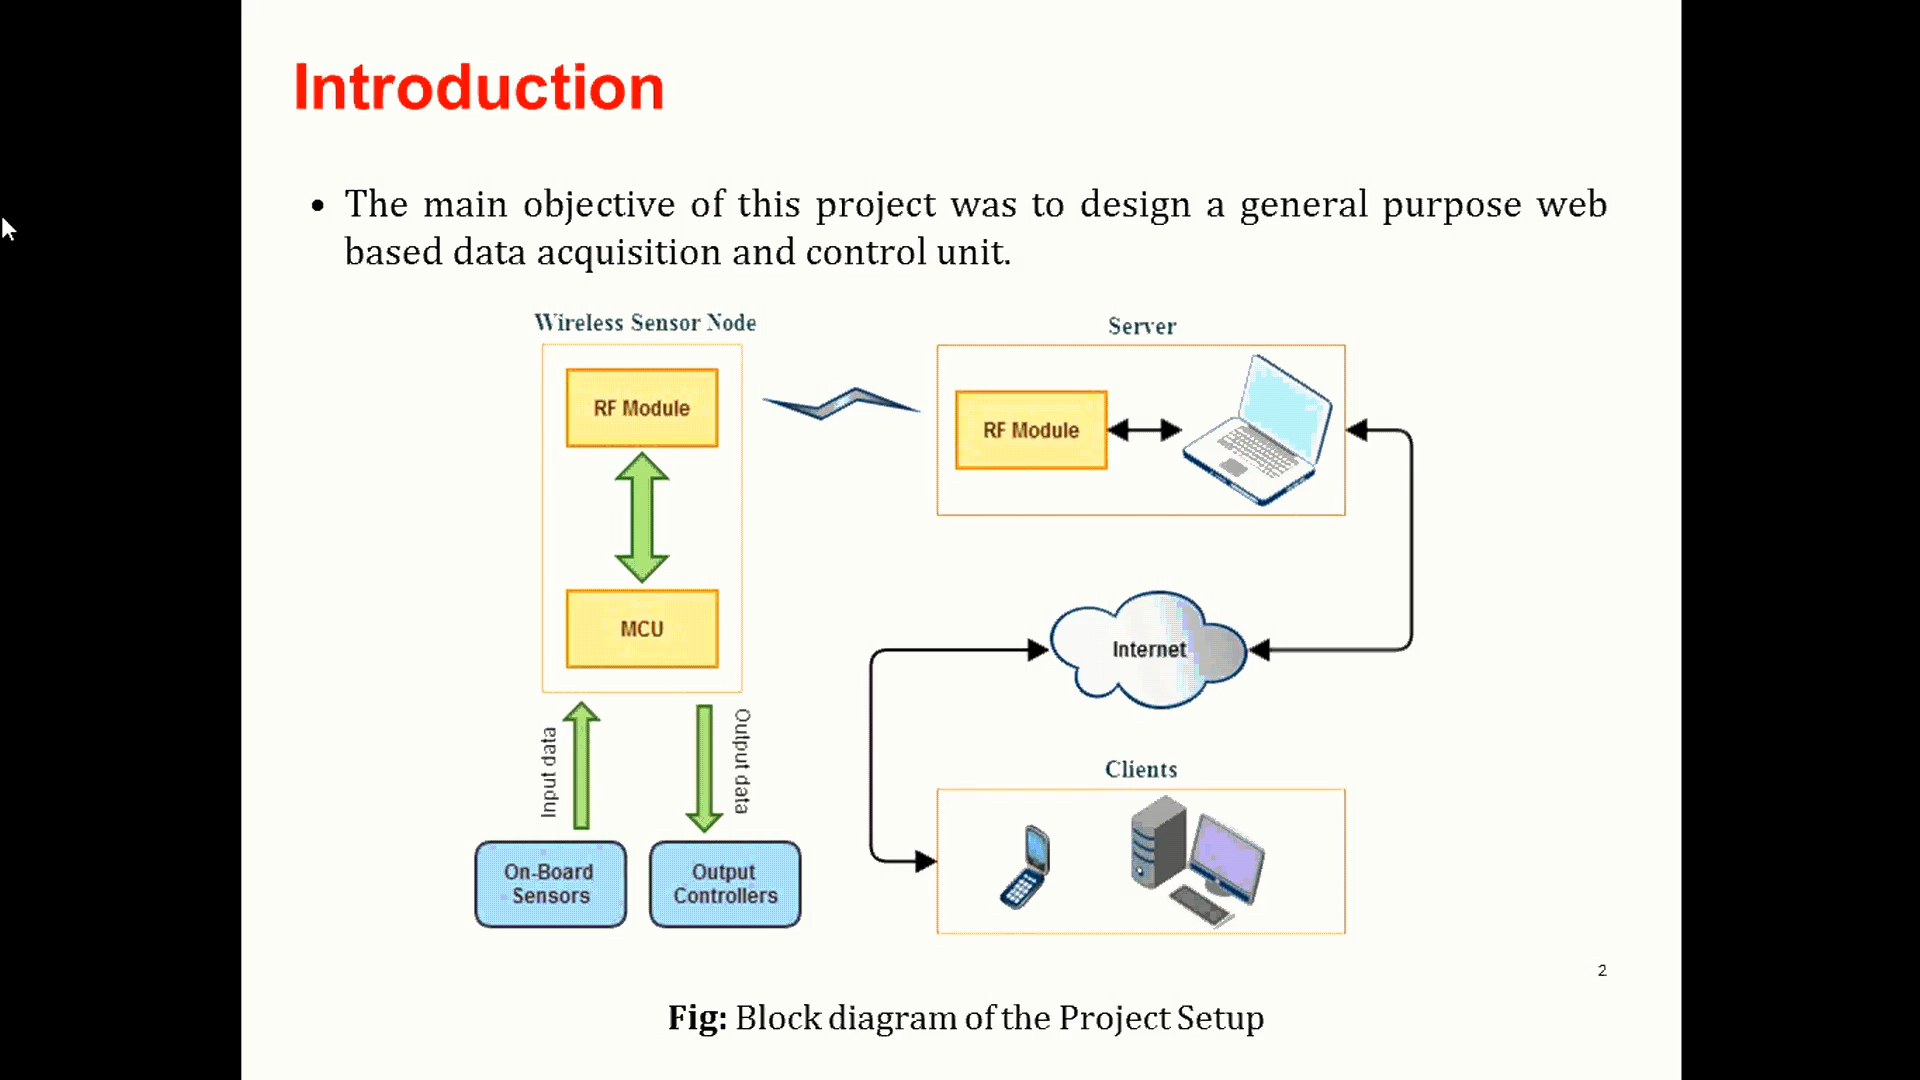 Introduction
• The main objective of this project was to design a general purpose web
based data acquisition and control unit.
Wireless Sensor Node
Server
RF Module
RF Module
MCU
Internet
Input data
Output data
Clients
On-Board
Sensors
Output
Controllers
2
Fig: Block diagram of the Project Setup